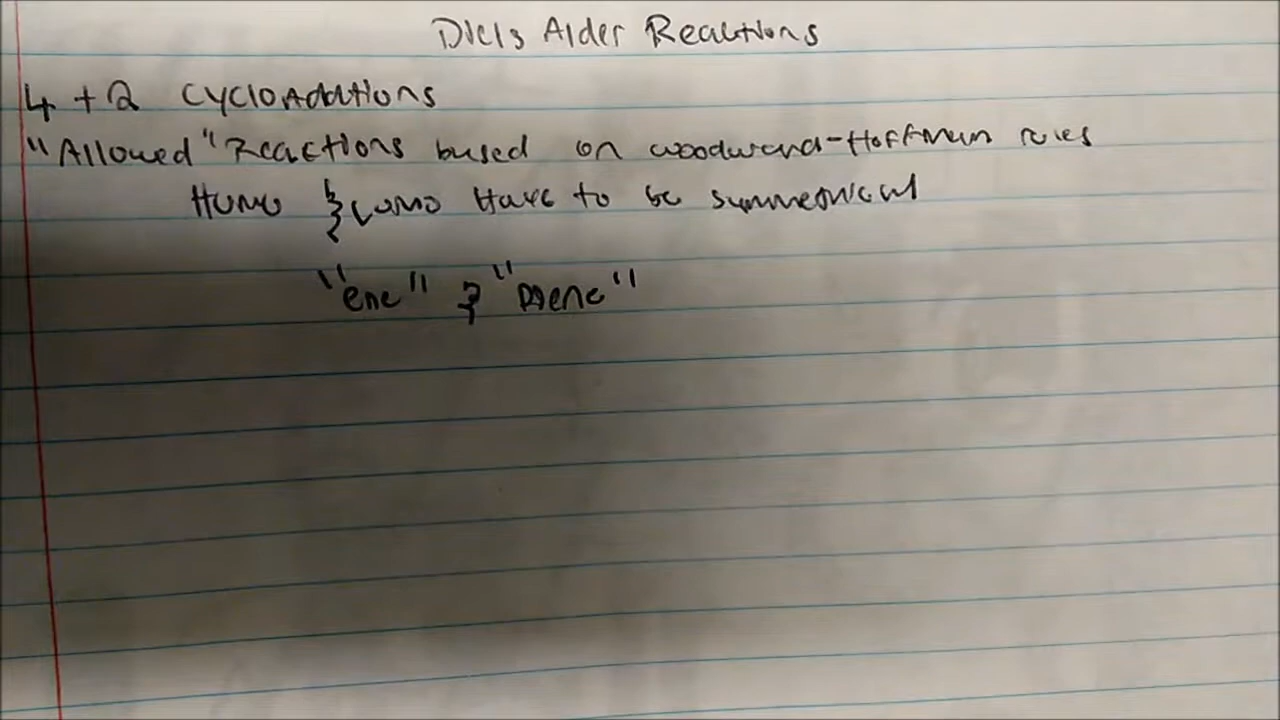 Diels Alder Reactions
4 + 2 Cycloadditions
"Allowed" Reactions based on woodward-Hoffman rules
Homo & Lumo Have to be symmetrical
"ene" & "Diene"